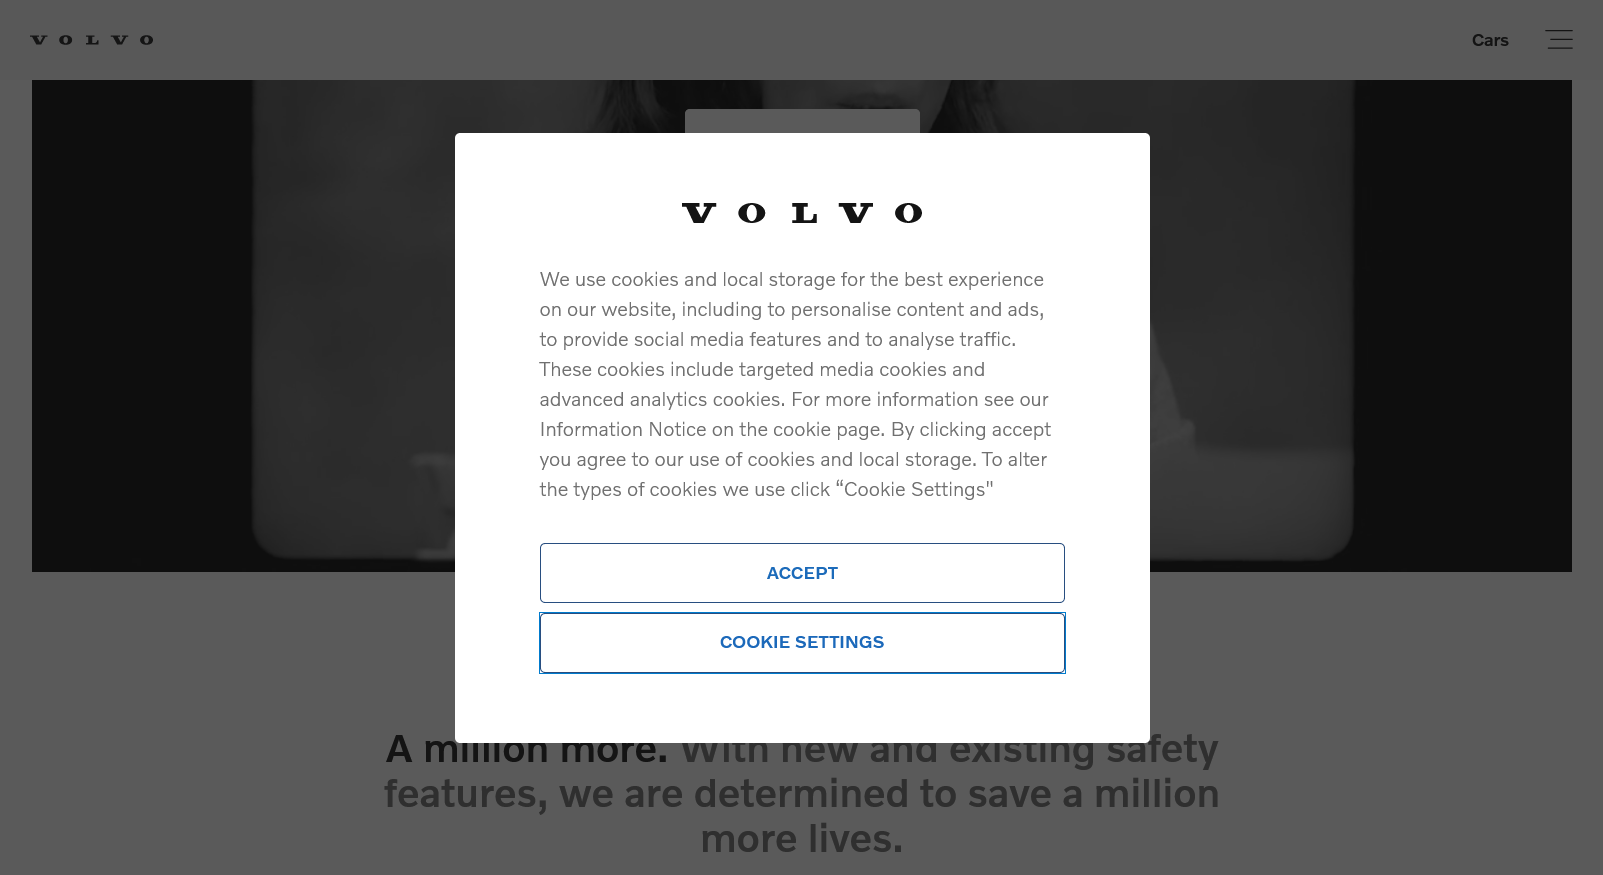 VOLVO
Cars
VOLVO
We use cookies and local storage for the best experience
on our website, including to personalise content and ads,
to provide social media features and to analyse traffic.
These cookies include targeted media cookies and
advanced analytics cookies. For more information see our
Information Notice on the cookie page. By clicking accept
you agree to our use of cookies and local storage. To alter
the types of cookies we use click “Cookie Settings"
ACCEPT
COOKIE SETTINGS
A million more. With new and existing safety
features, we are determined to save a million
more lives.